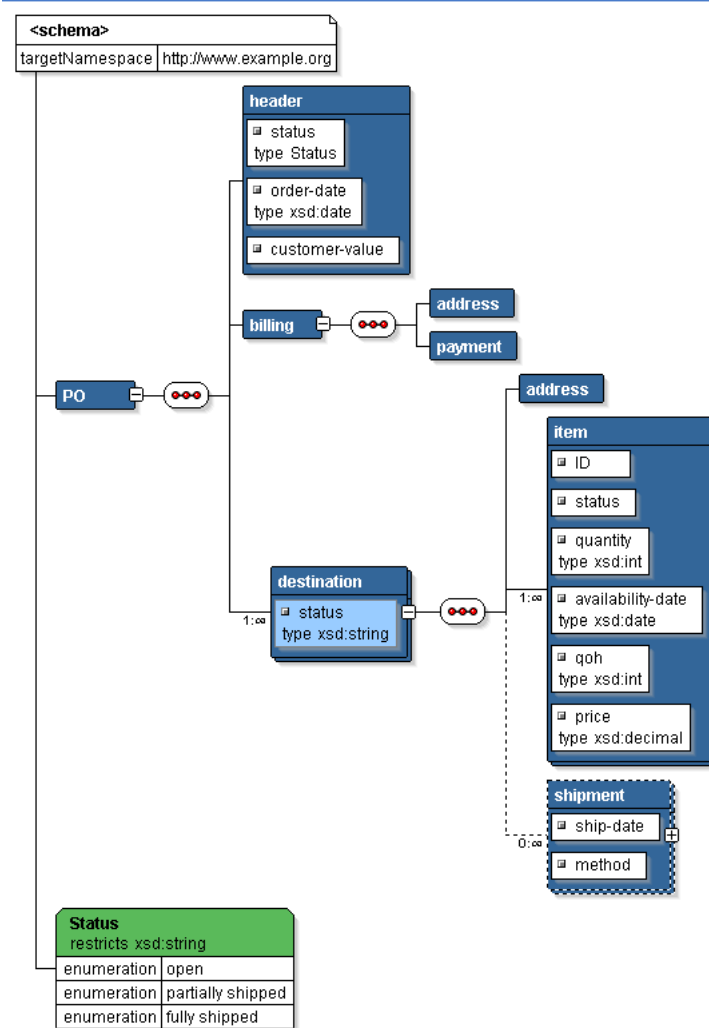 <schema>
targetNamespace http://www.example.org
header
status
type Status
order-date
type xsd:date
customer-value
billing
address
payment
PO
address
item
ID
status
quantity
type xsd:int
1:∞
availability-date
type xsd:date
qoh
type xsd:int
price
type xsd:decimal
destination
1:∞
status
type xsd:string
shipment
0:∞
ship-date
method
Status
restricts xsd:string
enumeration open
enumeration partially shipped
enumeration fully shipped